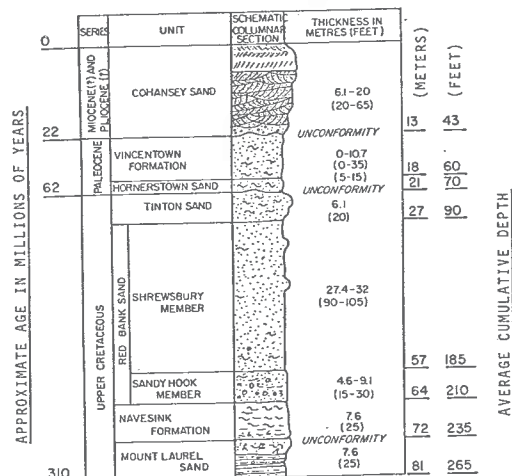 SERIES
UNIT
SCHEMATIC
COLUMNAR
SECTION
THICKNESS IN
METRES (FEET)
(METERS)
(FEET)
APPROXIMATE AGE IN MILLIONS OF YEARS
AVERAGE CUMULATIVE DEPTH
0
MIOCENE(?) AND
PLIOCENE(?)
COHANSEY SAND
6.1-20
(20-65)
UNCONFORMITY
13 43
22
PALEOCENE
VINCENTOWN
FORMATION
0-10.7
(0-35)
18 60
HORNERSTOWN SAND
(5-15)
21 70
UNCONFORMITY
62
UPPER CRETACEOUS
TINTON SAND
6.1
(20)
27 90
RED BANK SAND
SHREWSBURY
MEMBER
27.4-32
(90-105)
57 185
SANDY HOOK
MEMBER
4.6-9.1
(15-30)
64 210
NAVESINK
FORMATION
7.6
(25)
72 235
UNCONFORMITY
MOUNT LAUREL
SAND
7.6
(25)
81 265
310